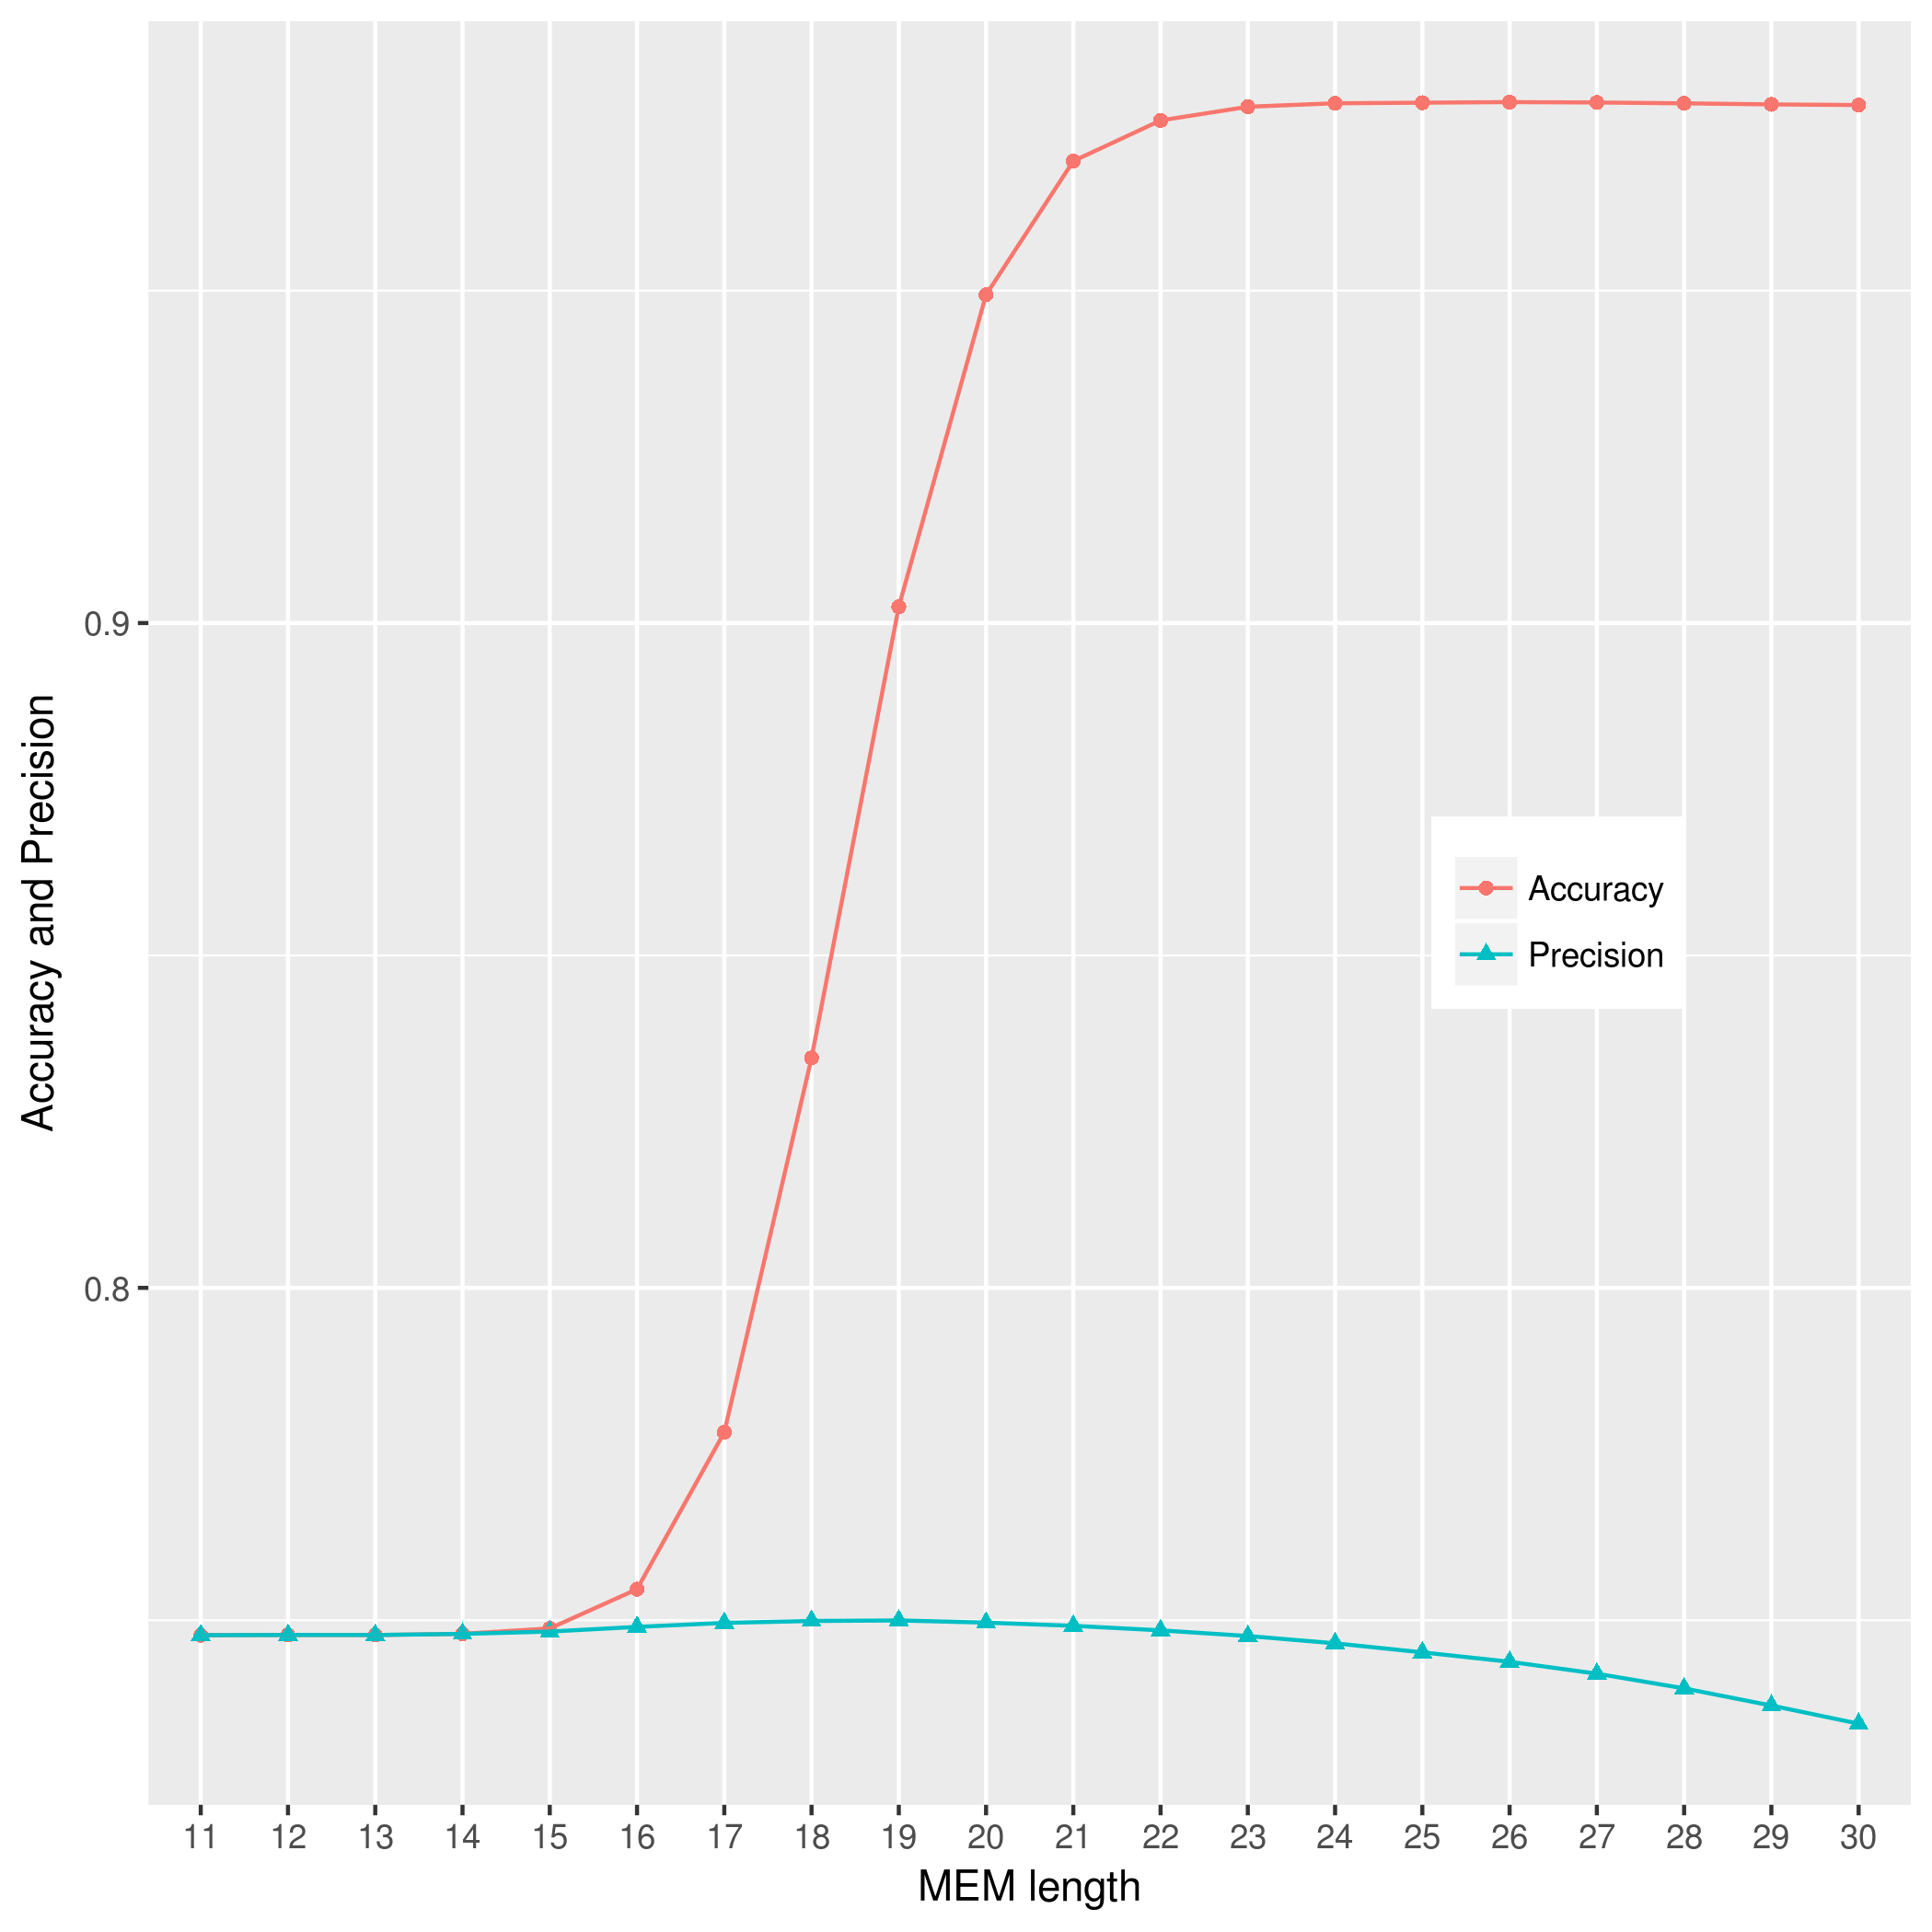 Accuracy and Precision
0.9
0.8
Accuracy
Precision
11 12 13 14 15 16 17 18 19 20 21 22 23 24 25 26 27 28 29 30
MEM length